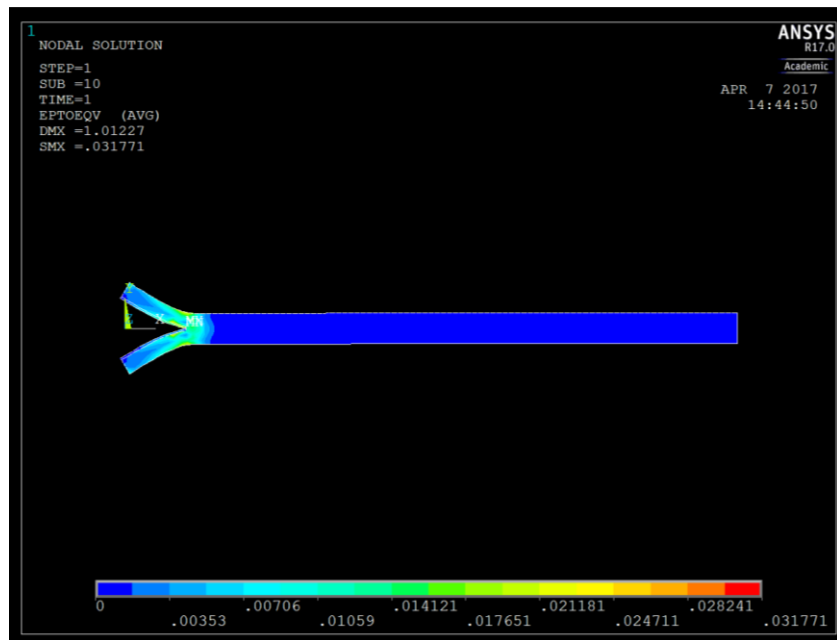 1
NODAL SOLUTION
STEP=1
SUB =10
TIME=1
EPTOEQV (AVG)
DMX =1.01227
SMX =.031771
ANSYS
R17.0
Academic
APR 7 2017
14:44:50
Y
Z X MN
0 .00706 .014121 .021181 .028241
.00353 .01059 .017651 .024711 .031771